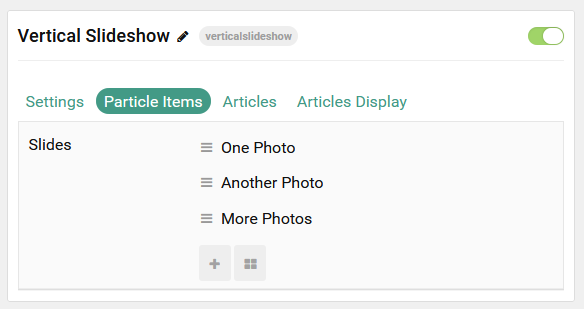 Vertical Slideshow verticalslideshow
Settings Particle Items Articles Articles Display
Slides One Photo
Another Photo
More Photos